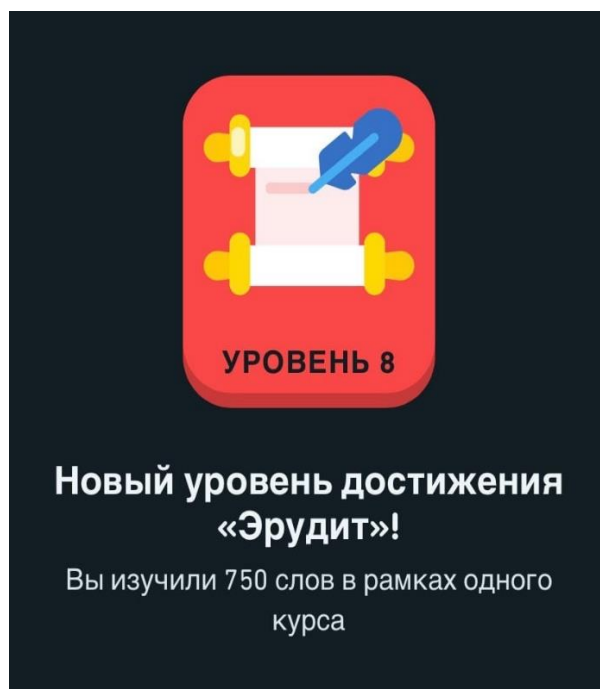 УРОВЕНЬ 8
Новый уровень достижения
«Эрудит»!
Вы изучили 750 слов в рамках одного
курса